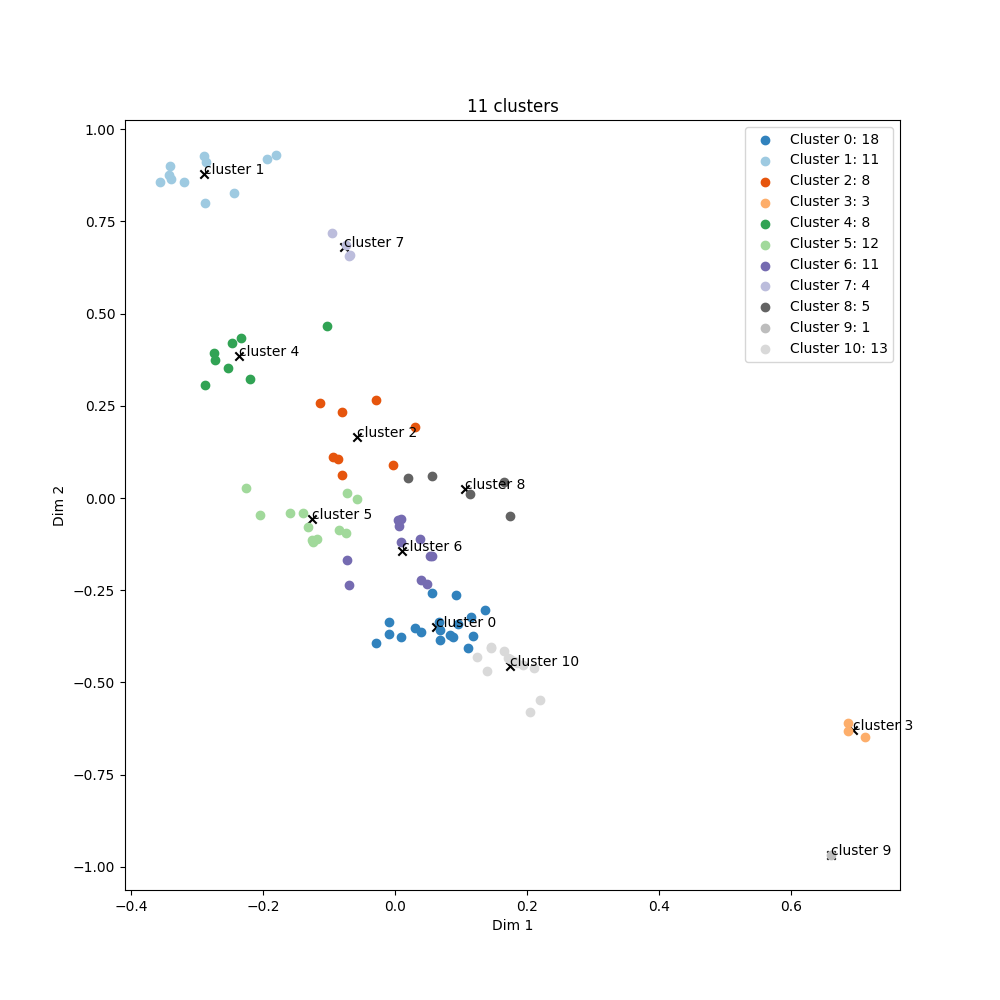 11 clusters
1.00
0.75
0.50
0.25
0.00
−0.25
−0.50
−0.75
−1.00
Dim 2
−0.4
−0.2
0.0
0.2
0.4
0.6
Dim 1
Cluster 0: 18
Cluster 1: 11
Cluster 2: 8
Cluster 3: 3
Cluster 4: 8
Cluster 5: 12
Cluster 6: 11
Cluster 7: 4
Cluster 8: 5
Cluster 9: 1
Cluster 10: 13
cluster 1
cluster 7
cluster 4
cluster 2
cluster 8
cluster 5
cluster 6
cluster 0
cluster 10
cluster 3
cluster 9